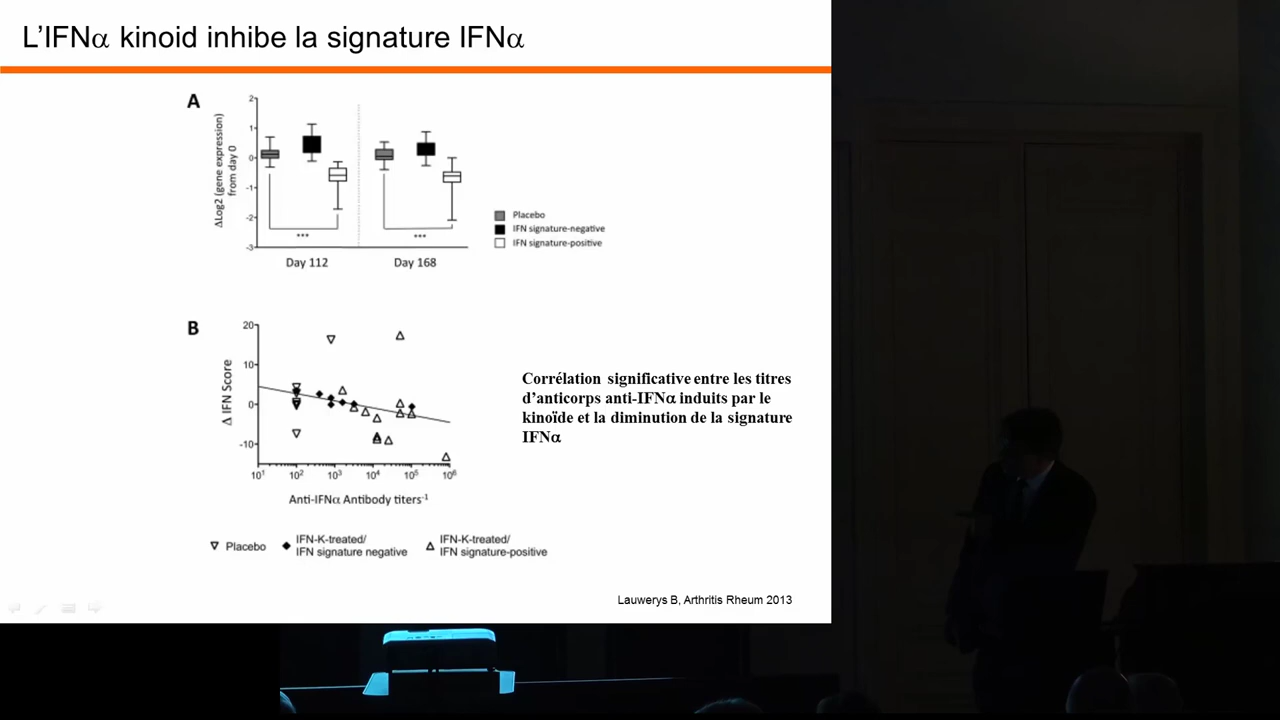 L'IFNα kinoid inhibe la signature IFNα
A
ΔLog2 (gene expression)
from day 0
2
1
0
-1
-2
-3
***
***
Day 112
Day 168
Placebo
IFN signature-negative
IFN signature-positive
B
Δ IFN Score
20
10
0
-10
10¹
10²
10³
10⁴
10⁵
10⁶
Anti-IFNα Antibody titers⁻¹
Placebo
IFN-K-treated/
IFN signature negative
IFN-K-treated/
IFN signature-positive
Corrélation significative entre les titres
d'anticorps anti-IFNα induits par le
kinoïde et la diminution de la signature
IFNα
Lauwerys B, Arthritis Rheum 2013